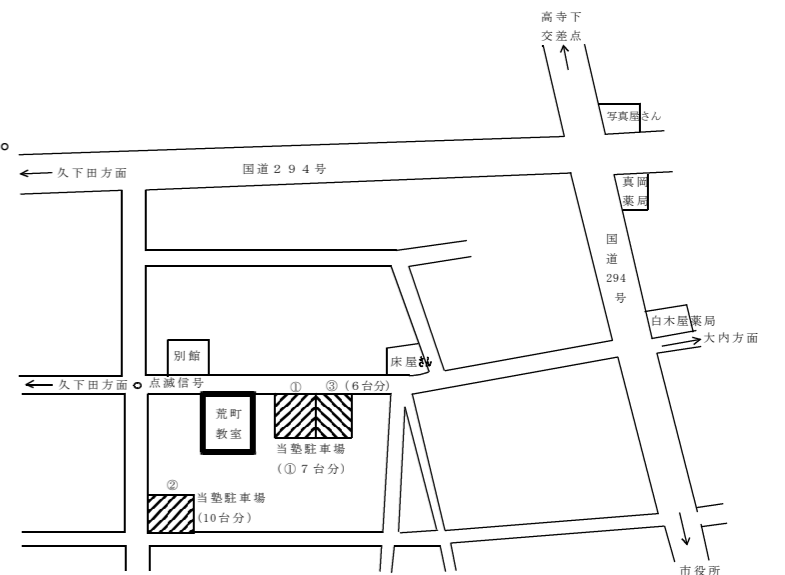 高寺下
交差点
写真屋さん
国道２９４号
久下田方面
真岡
薬局
国
道
294
号
白木屋薬局
大内方面
別館
床屋さん
久下田方面
点滅信号
①
③（６台分）
荒町
教室
当塾駐車場
（①７台分）
②
当塾駐車場
(10台分)
市役所